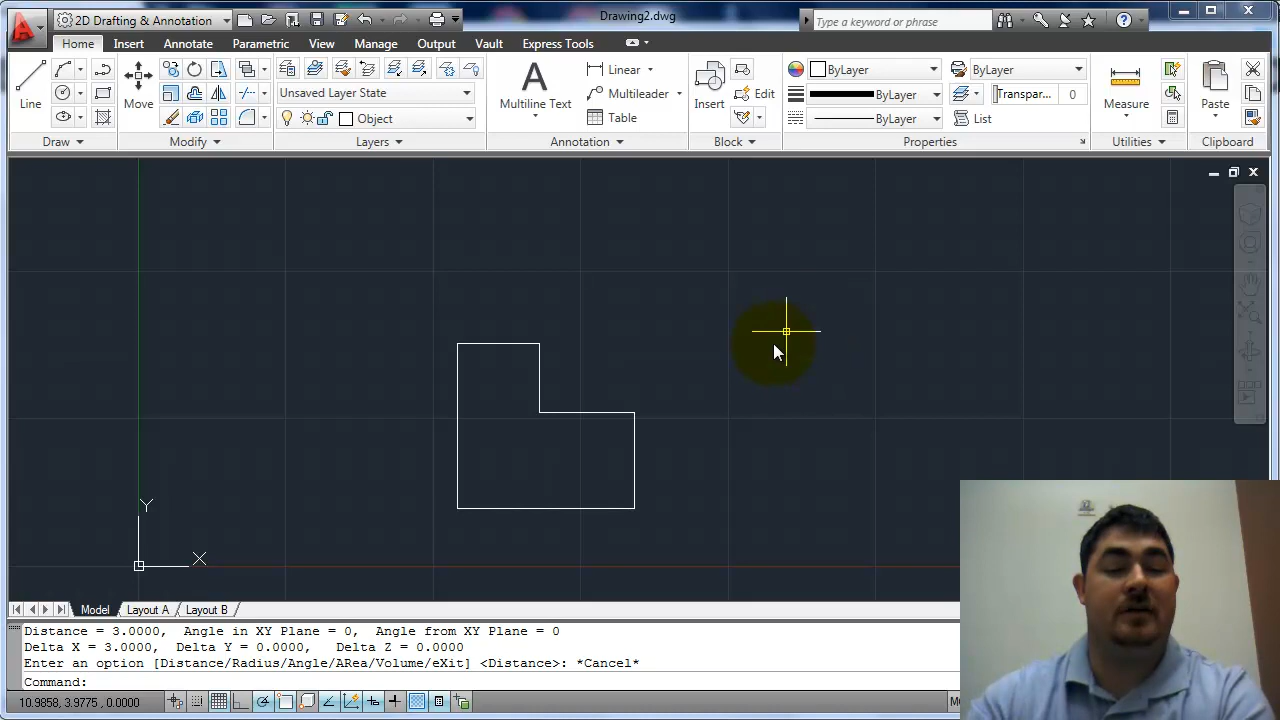 2D Drafting & Annotation
Drawing2.dwg
Type a keyword or phrase
Home Insert Annotate Parametric View Manage Output Vault Express Tools
Line
Move
Unsaved Layer State
Object
Multiline Text
Linear
Multileader
Table
Insert
Edit
ByLayer
ByLayer
ByLayer
ByLayer
Transpar... 0
List
Measure
Paste
Draw Modify Layers Annotation Block Properties Utilities Clipboard
Y
X
Model Layout A Layout B
Distance = 3.0000, Angle in XY Plane = 0, Angle from XY Plane = 0
Delta X = 3.0000, Delta Y = 0.0000, Delta Z = 0.0000
Enter an option [Distance/Radius/Angle/ARea/Volume/eXit] <Distance>: *Cancel*
Command:
10.9858, 3.9775, 0.0000